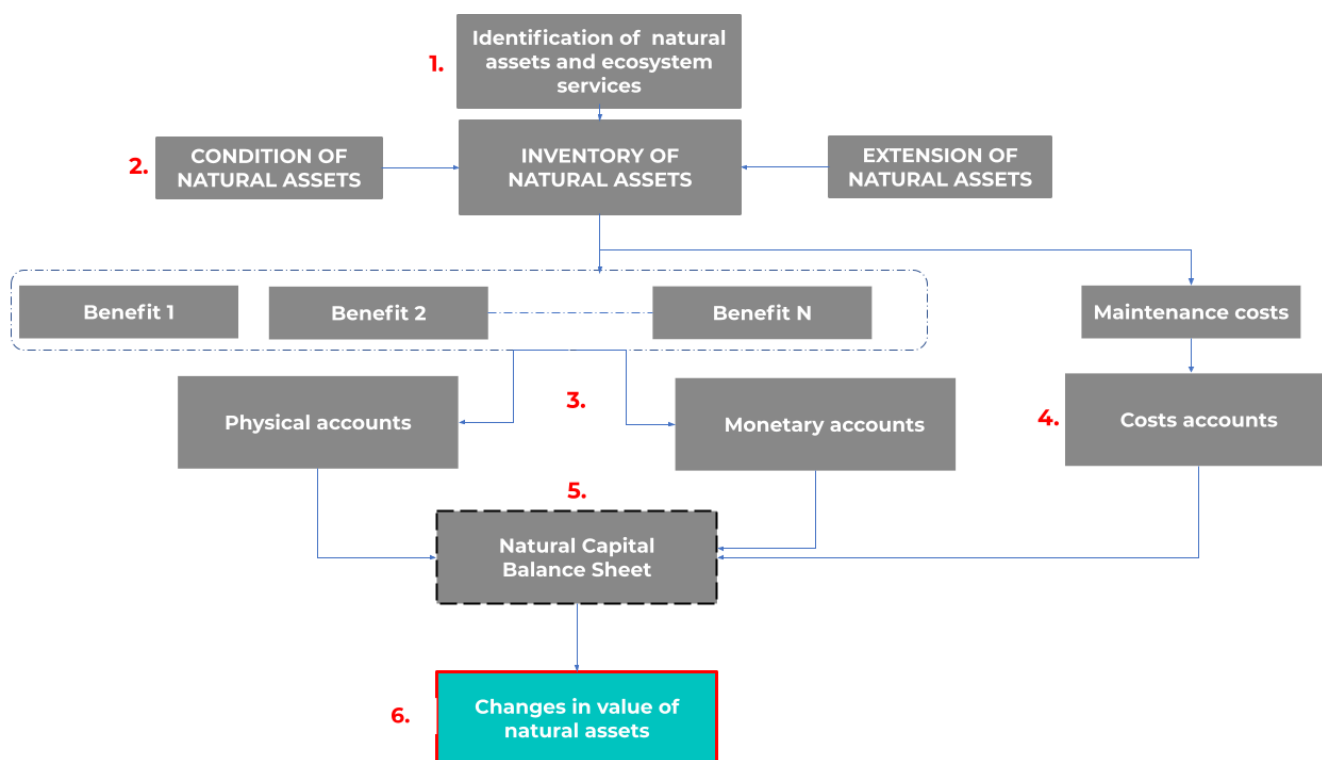 1.
Identification of natural
assets and ecosystem
services
2.
CONDITION OF
NATURAL ASSETS
INVENTORY OF
NATURAL ASSETS
EXTENSION OF
NATURAL ASSETS
Benefit 1
Benefit 2
Benefit N
Maintenance costs
Physical accounts
3.
Monetary accounts
4.
Costs accounts
5.
Natural Capital
Balance Sheet
6.
Changes in value of
natural assets